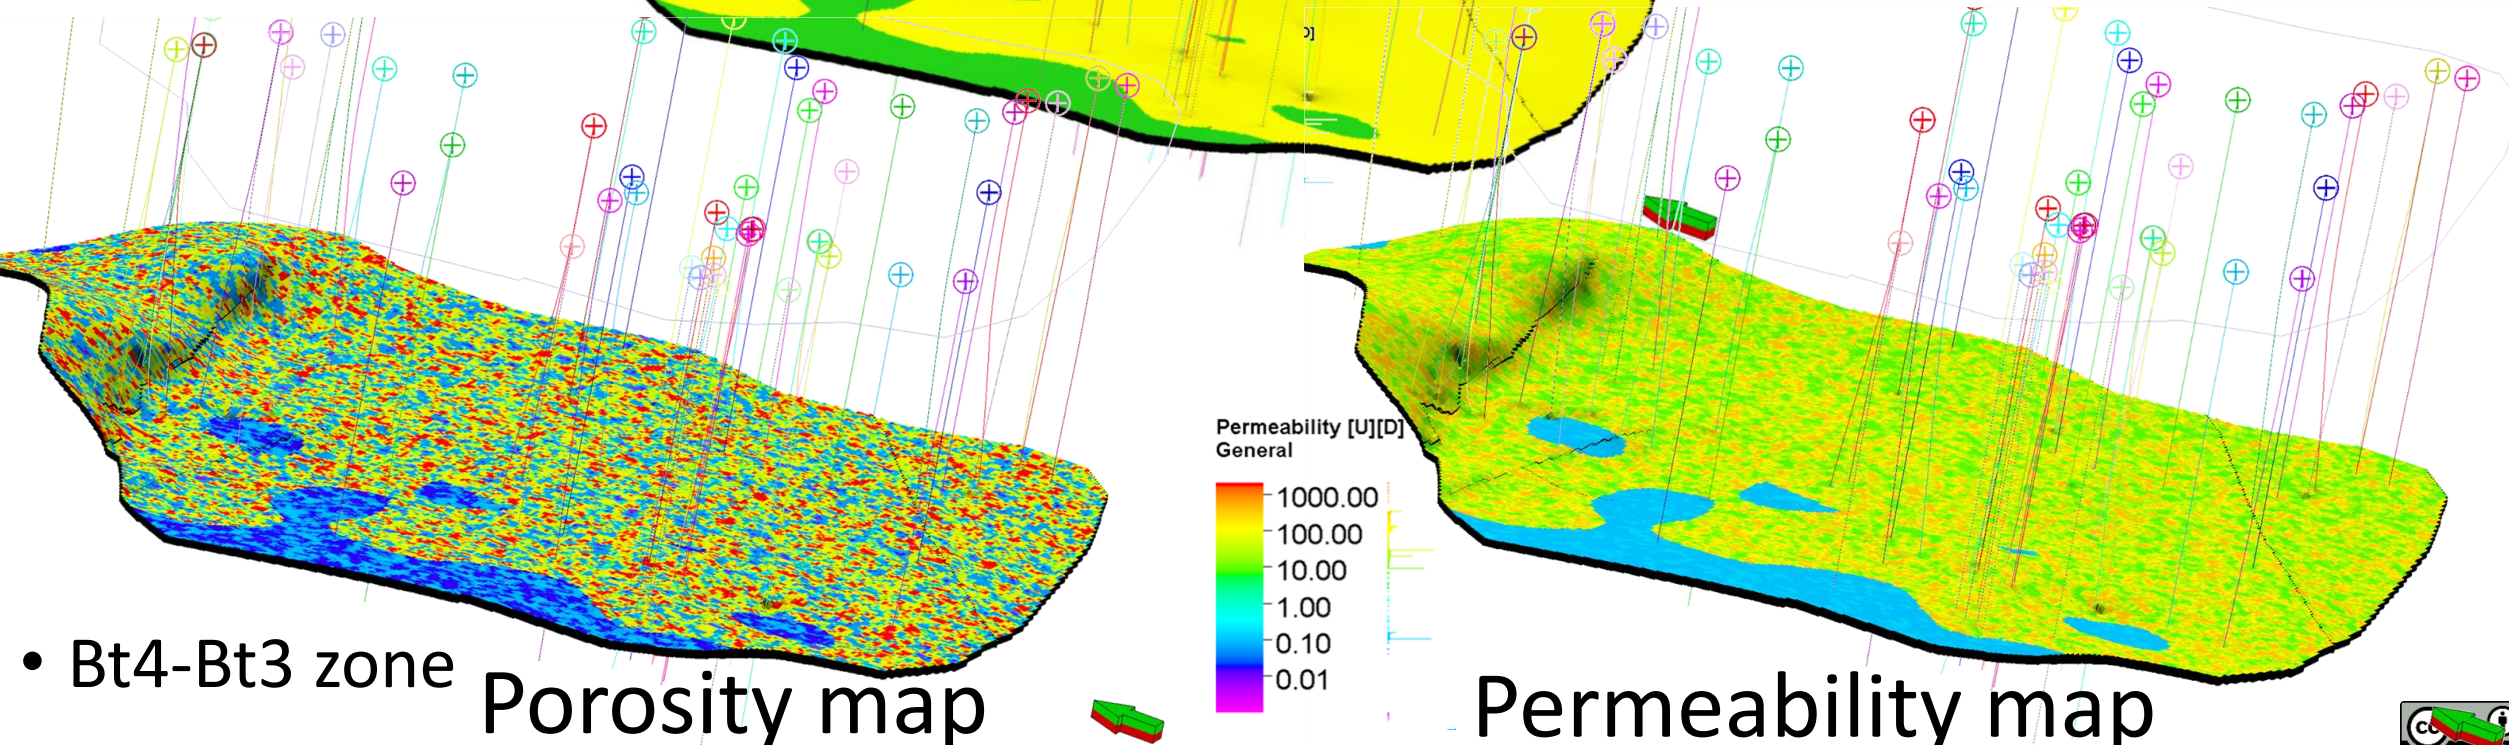 D]
Permeability [U][D]
General
1000.00
100.00
10.00
1.00
0.10
0.01
• Bt4-Bt3 zone
Porosity map
Permeability map
cc